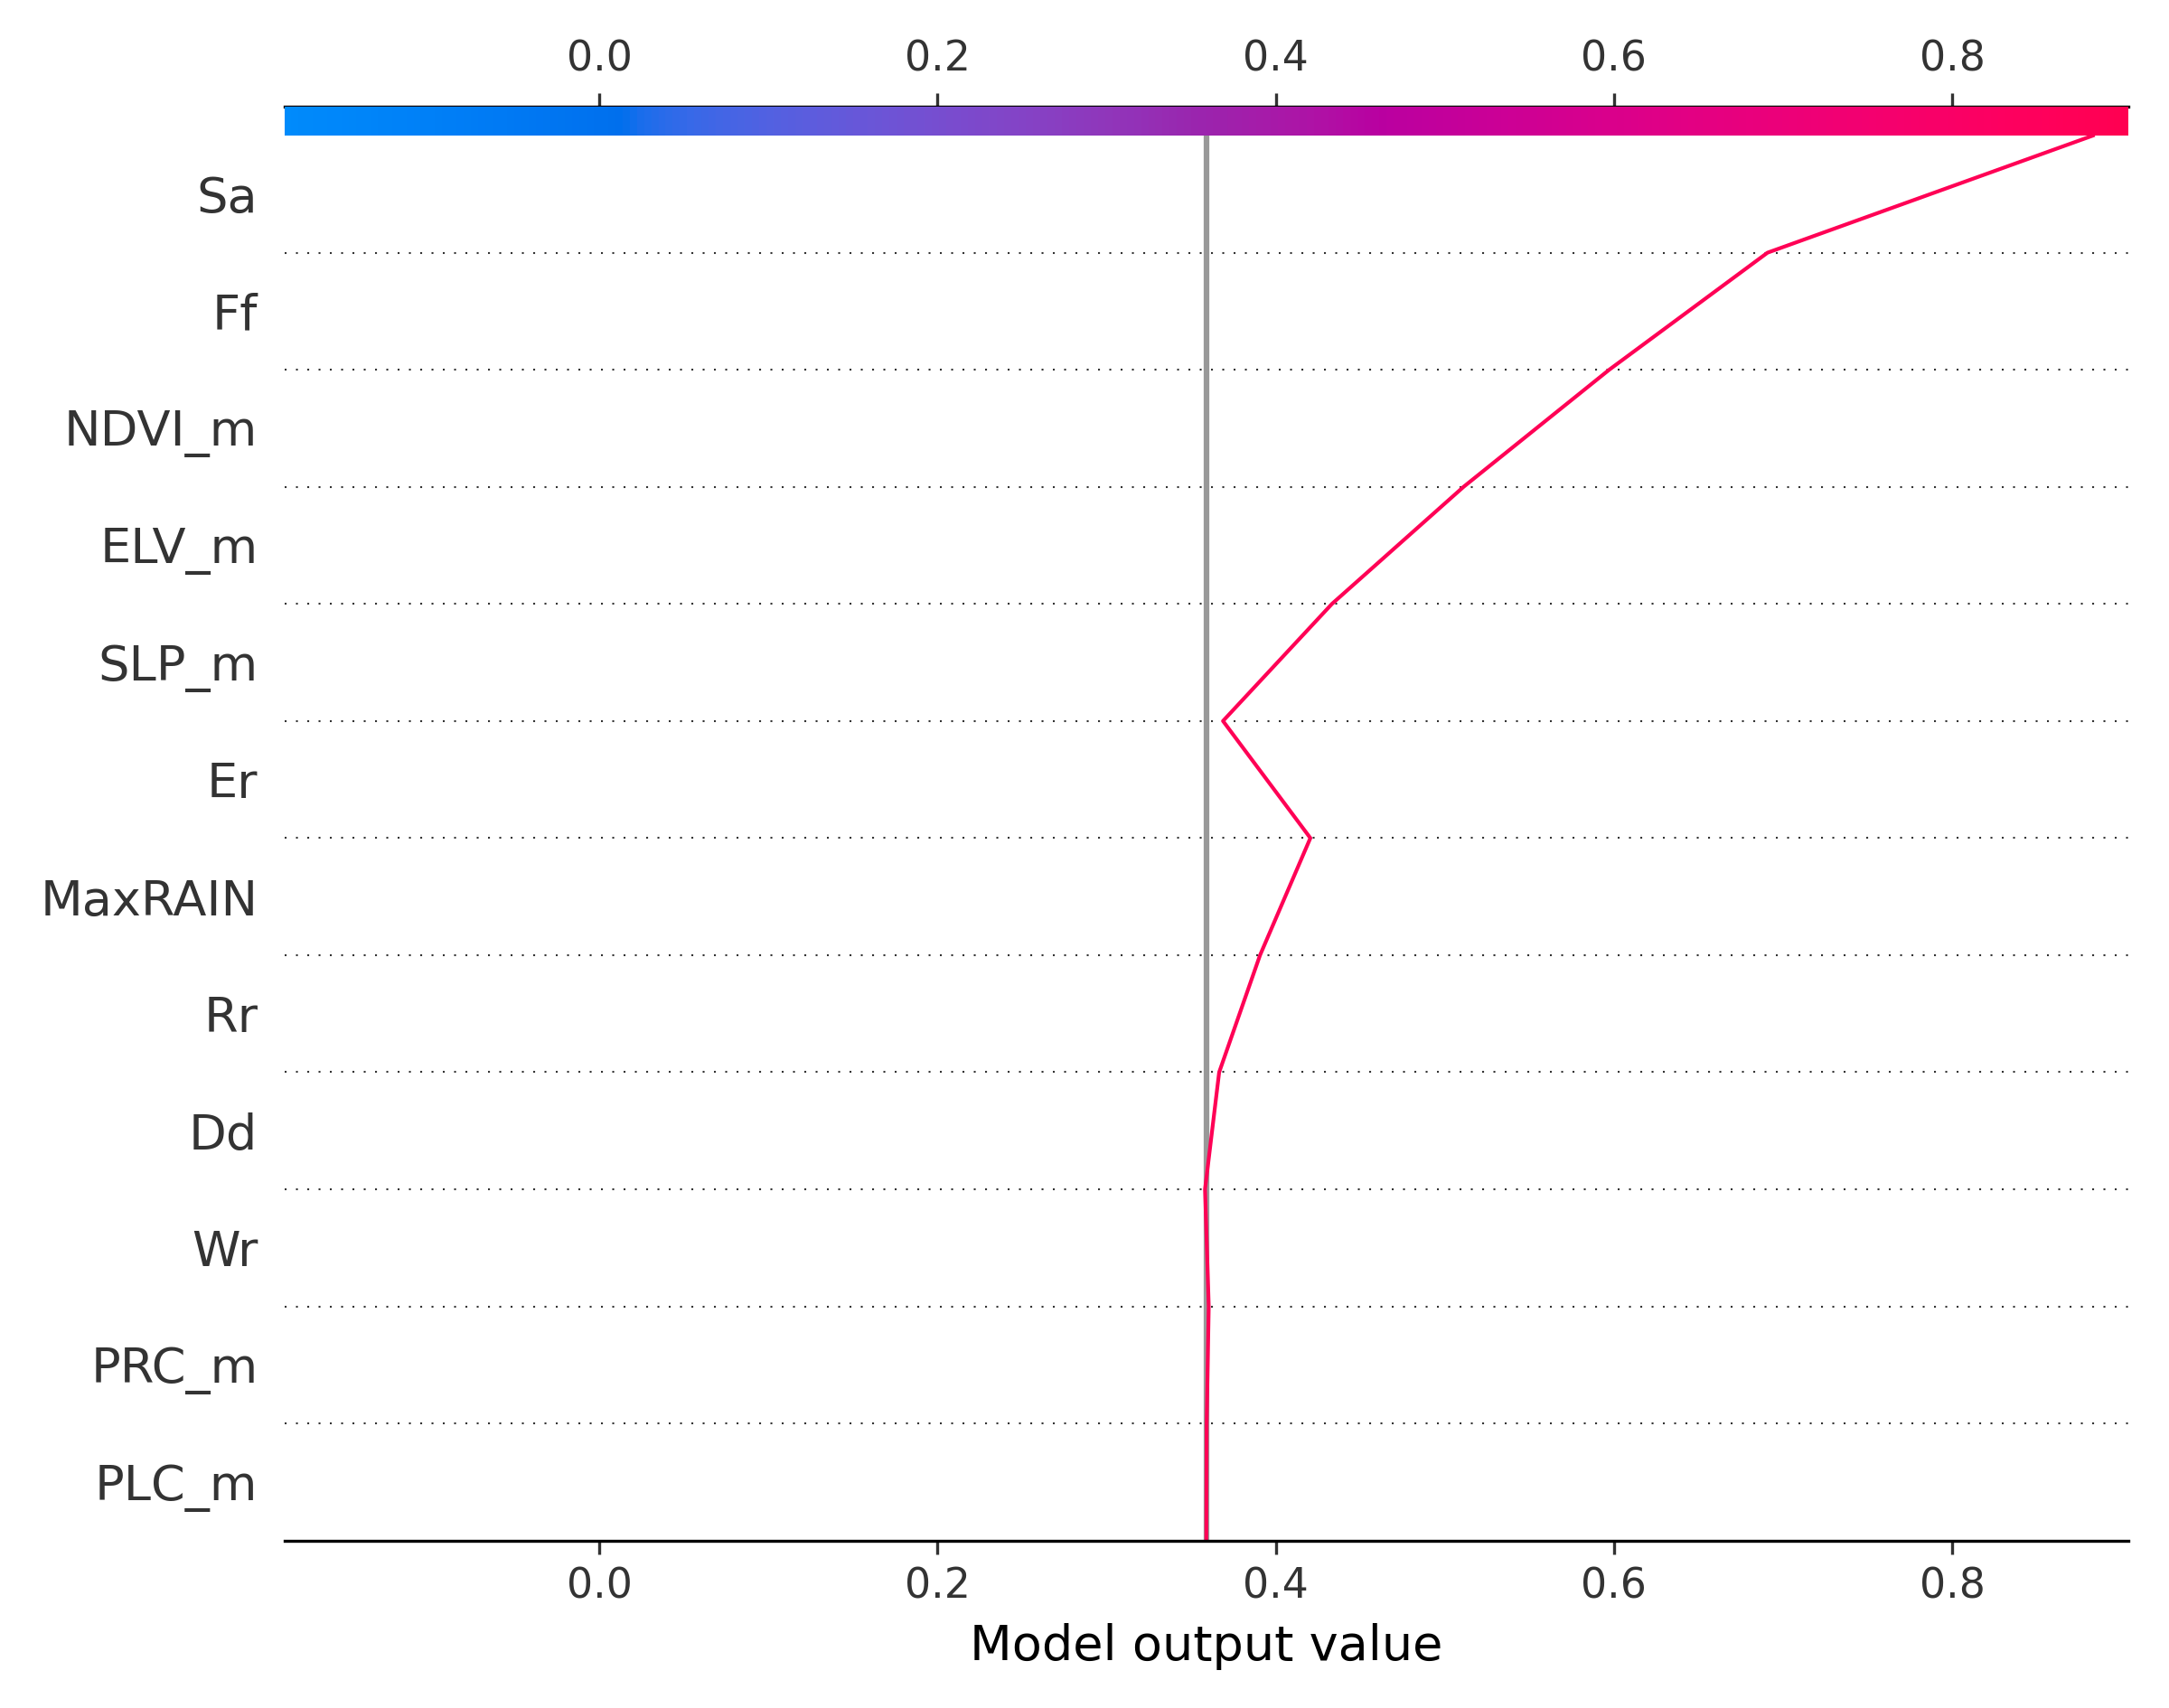 0.0 0.2 0.4 0.6 0.8
Sa
Ff
NDVI_m
ELV_m
SLP_m
Er
MaxRAIN
Rr
Dd
Wr
PRC_m
PLC_m
0.0 0.2 0.4 0.6 0.8
Model output value